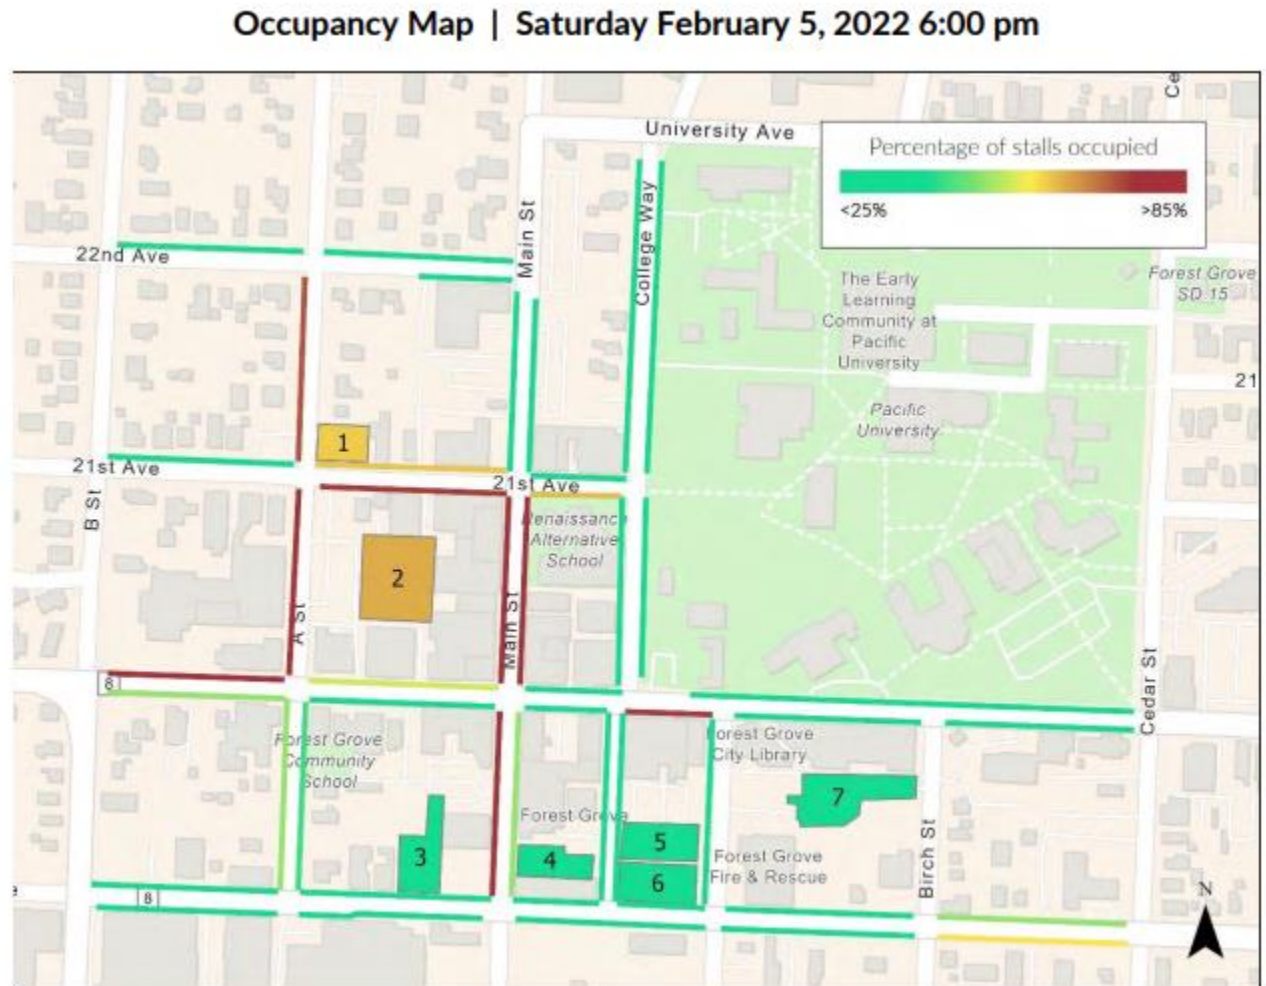 Occupancy Map | Saturday February 5, 2022 6:00 pm
Ce
University Ave
Percentage of stalls occupied
<25%
>85%
Main St
College Way
22nd Ave
The Early
Learning
Community at
Pacific
University
Forest Grove
SD 15
21
Pacific
University
1
21st Ave
21st Ave
B St
Renaissance
Alternative
School
2
A St
Main St
8
Cedar St
Forest Grove
Community
School
Forest Grove
City Library
7
Forest Grove
3
4
5
6
Forest Grove
Fire & Rescue
Birch St
8
e
N